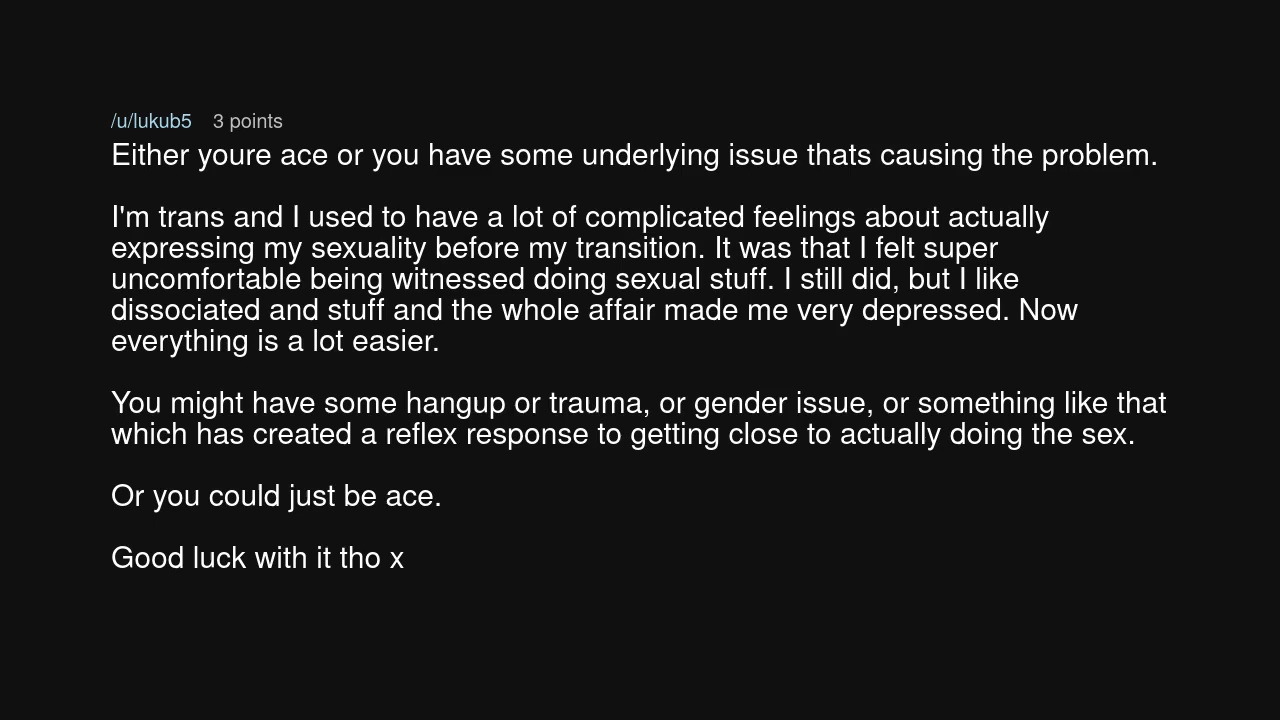 /u/lukub5 3 points
Either youre ace or you have some underlying issue thats causing the problem.
I'm trans and I used to have a lot of complicated feelings about actually
expressing my sexuality before my transition. It was that I felt super
uncomfortable being witnessed doing sexual stuff. I still did, but I like
dissociated and stuff and the whole affair made me very depressed. Now
everything is a lot easier.
You might have some hangup or trauma, or gender issue, or something like that
which has created a reflex response to getting close to actually doing the sex.
Or you could just be ace.
Good luck with it tho x